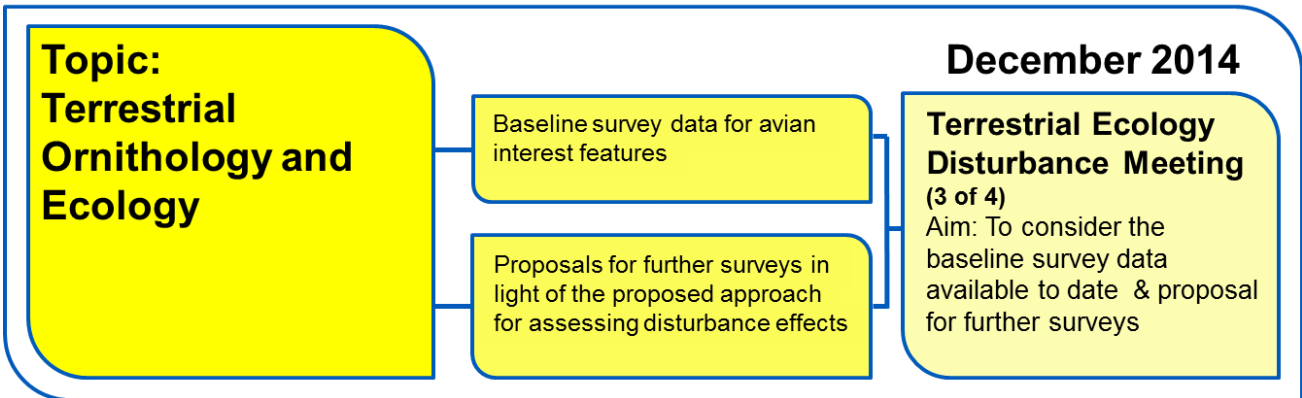 Topic:
Terrestrial
Ornithology and
Ecology
Baseline survey data for avian
interest features
Proposals for further surveys in
light of the proposed approach
for assessing disturbance effects
December 2014
Terrestrial Ecology
Disturbance Meeting
(3 of 4)
Aim: To consider the
baseline survey data
available to date & proposal
for further surveys